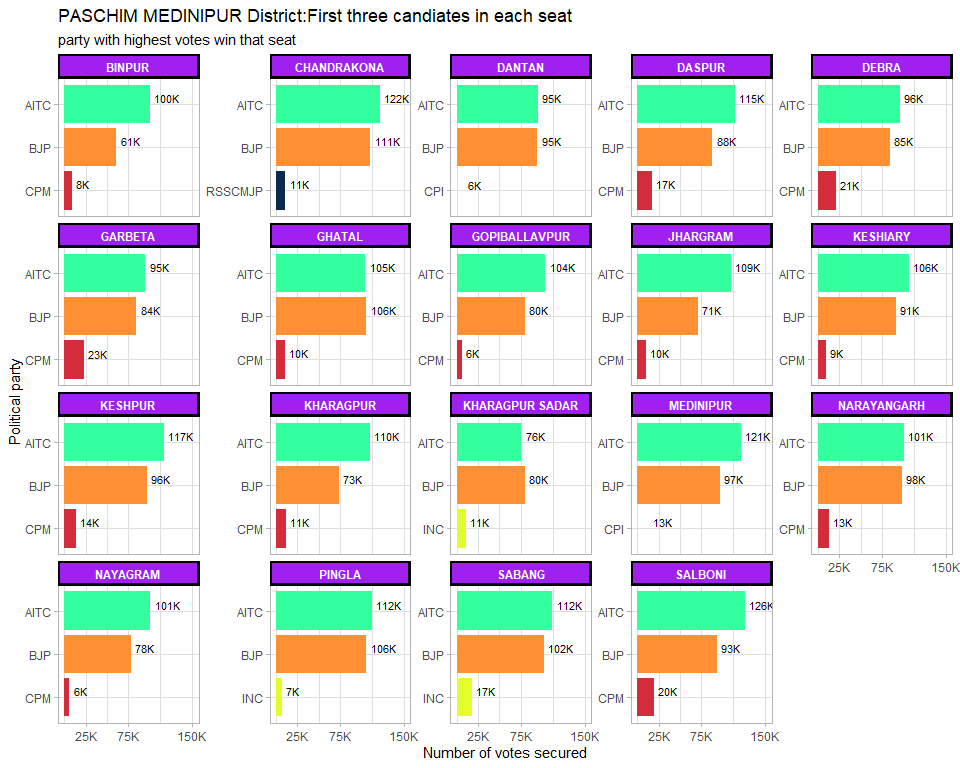 PASCHIM MEDINIPUR District:First three candiates in each seat
party with highest votes win that seat
BINPUR CHANDRAKONA DANTAN DASPUR DEBRA
AITC 100K AITC 122K AITC 95K AITC 115K AITC 96K
BJP 61K BJP 111K BJP 95K BJP 88K BJP 85K
CPM 8K RSSCMJP 11K CPI 6K CPM 17K CPM 21K
GARBETA GHATAL GOPIBALLAVPUR JHARGRAM KESHIARY
AITC 95K AITC 105K AITC 104K AITC 109K AITC 106K
BJP 84K BJP 106K BJP 80K BJP 71K BJP 91K
CPM 23K CPM 10K CPM 6K CPM 10K CPM 9K
Political party
KESHPUR KHARAGPUR KHARAGPUR SADAR MEDINIPUR NARAYANGARH
AITC 117K AITC 110K AITC 76K AITC 121K AITC 101K
BJP 96K BJP 73K BJP 80K BJP 97K BJP 98K
CPM 14K CPM 11K INC 11K CPI 13K CPM 13K
25K 75K 150K
NAYAGRAM PINGLA SABANG SALBONI
AITC 101K AITC 112K AITC 112K AITC 126K
BJP 78K BJP 106K BJP 102K BJP 93K
CPM 6K INC 7K INC 17K CPM 20K
25K 75K 150K 25K 75K 150K 25K 75K 150K 25K 75K 150K
Number of votes secured